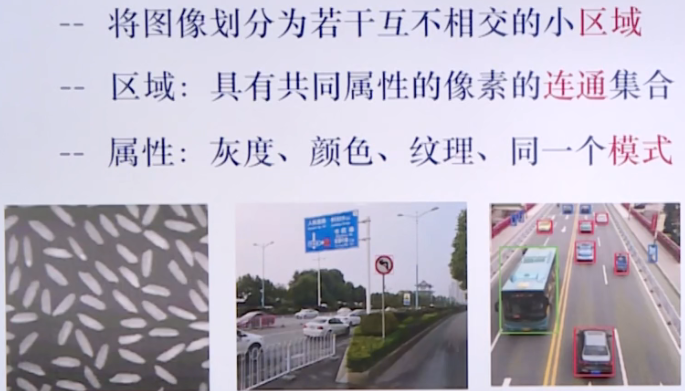 -- 将图像划分为若干互不相交的小区域
-- 区域：具有共同属性的像素的连通集合
-- 属性：灰度、颜色、纹理、同一个模式